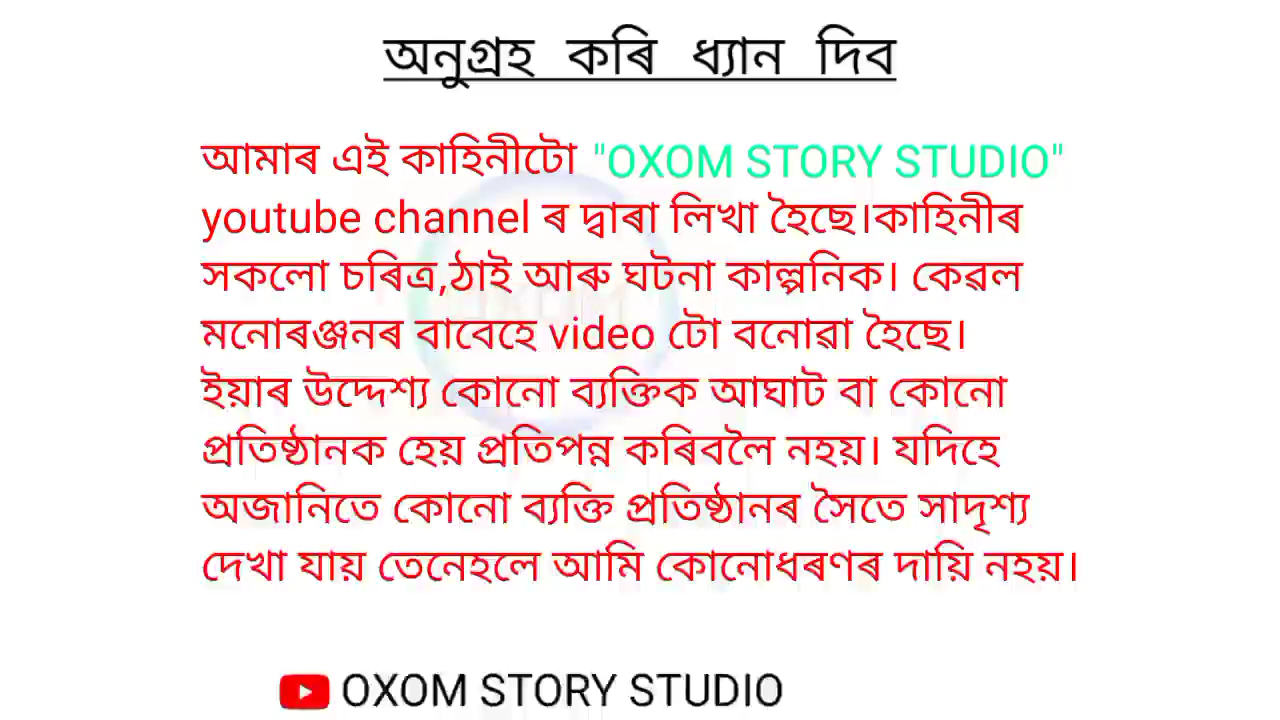 অনুগ্ৰহ কৰি ধ্যান দিব
আমাৰ এই কাহিনীটো "OXOM STORY STUDIO"
youtube channel ৰ দ্বাৰা লিখা হৈছে।কাহিনীৰ
সকলো চৰিত্ৰ,ঠাই আৰু ঘটনা কাল্পনিক। কেৱল
মনোৰঞ্জনৰ বাবেহে video টো বনোৱা হৈছে।
ইয়াৰ উদ্দেশ্য কোনো ব্যক্তিক আঘাট বা কোনো
প্ৰতিষ্ঠানক হেয় প্ৰতিপন্ন কৰিবলৈ নহয়। যদিহে
অজানিতে কোনো ব্যক্তি প্ৰতিষ্ঠানৰ সৈতে সাদৃশ্য
দেখা যায় তেনেহলে আমি কোনোধৰণৰ দায়ি নহয়।
OXOM STORY STUDIO